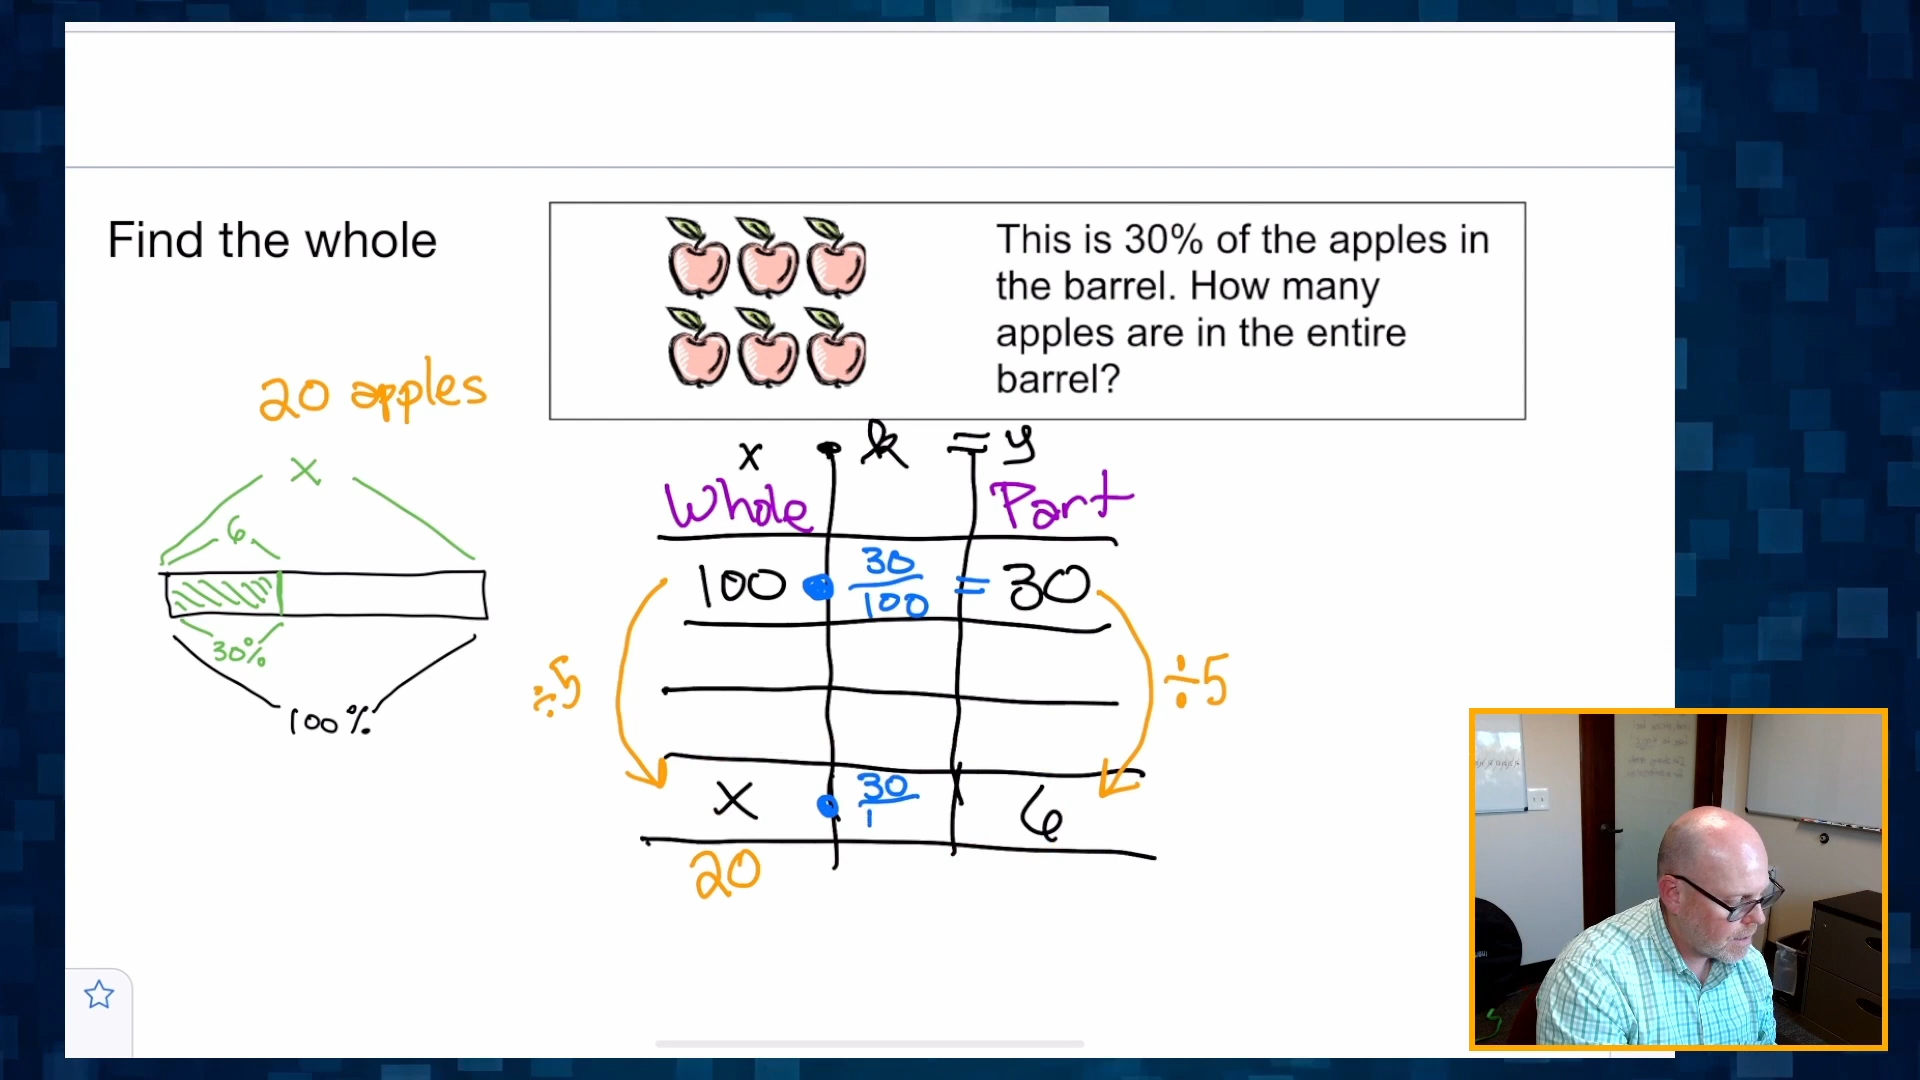 Find the whole
This is 30% of the apples in
the barrel. How many
apples are in the entire
barrel?
20 apples
x
6
30%
100%
x • k = y
Whole Part
100 • 30/100 = 30
÷5 ÷5
x • 30/1 6
20